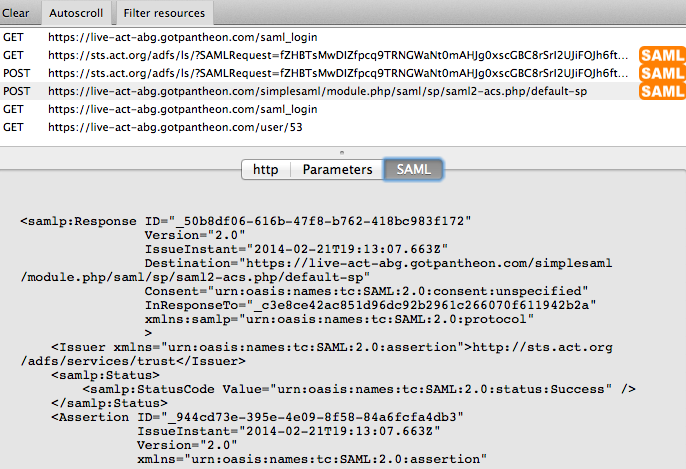 Clear Autoscroll Filter resources
GET https://live-act-abg.gotpantheon.com/saml_login
GET https://sts.act.org/adfs/ls/?SAMLRequest=fZHBTsMwDIZfpcq9TRNGWaNt0mAHJg0xscGBC8rSrI2UJiFOJh6ft... SAML
POST https://sts.act.org/adfs/ls/?SAMLRequest=fZHBTsMwDIZfpcq9TRNGWaNt0mAHJg0xscGBC8rSrI2UJiFOJh6ft... SAML
POST https://live-act-abg.gotpantheon.com/simplesaml/module.php/saml/sp/saml2-acs.php/default-sp SAML
GET https://live-act-abg.gotpantheon.com/saml_login
GET https://live-act-abg.gotpantheon.com/user/53
http Parameters SAML
<samlp:Response ID="_50b8df06-616b-47f8-b762-418bc983f172"
Version="2.0"
IssueInstant="2014-02-21T19:13:07.663Z"
Destination="https://live-act-abg.gotpantheon.com/simplesaml
/module.php/saml/sp/saml2-acs.php/default-sp"
Consent="urn:oasis:names:tc:SAML:2.0:consent:unspecified"
InResponseTo="_c3e8ce42ac851d96dc92b2961c266070f611942b2a"
xmlns:samlp="urn:oasis:names:tc:SAML:2.0:protocol"
>
<Issuer xmlns="urn:oasis:names:tc:SAML:2.0:assertion">http://sts.act.org
/adfs/services/trust</Issuer>
<samlp:Status>
<samlp:StatusCode Value="urn:oasis:names:tc:SAML:2.0:status:Success" />
</samlp:Status>
<Assertion ID="_944cd73e-395e-4e09-8f58-84a6fcfa4db3"
IssueInstant="2014-02-21T19:13:07.663Z"
Version="2.0"
xmlns="urn:oasis:names:tc:SAML:2.0:assertion"